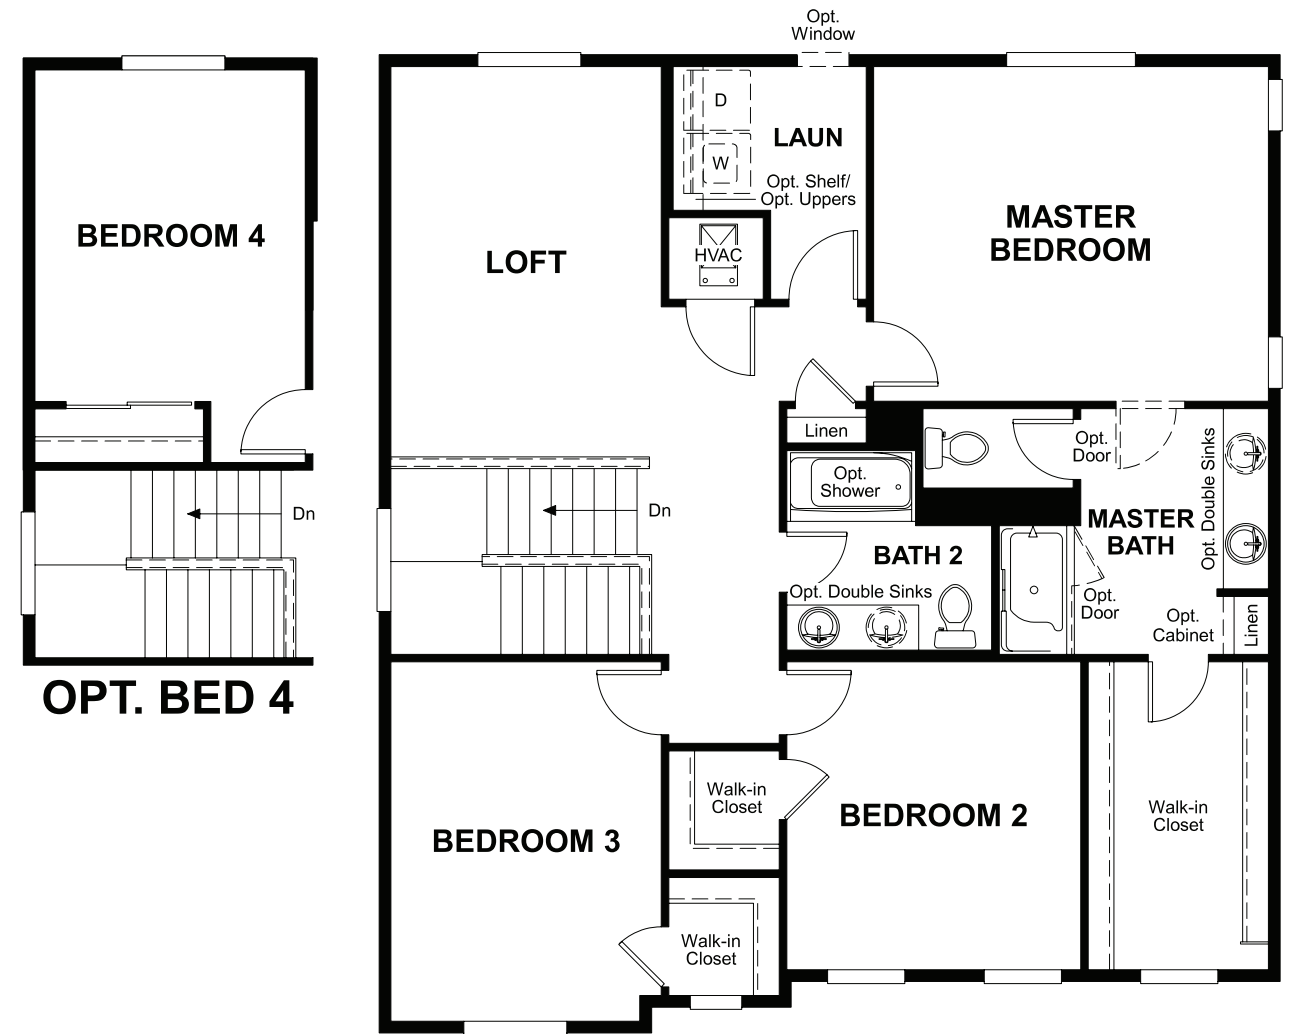 Opt.
Window
D
LAUN
W
Opt. Shelf/
Opt. Uppers
BEDROOM 4
LOFT
HVAC
MASTER
BEDROOM
Linen
Opt.
Door
Opt. Double Sinks
Opt.
Shower
Dn
Dn
MASTER
BATH
BATH 2
Opt. Double Sinks
Opt.
Door
Opt.
Cabinet
Linen
OPT. BED 4
Walk-in
Closet
BEDROOM 2
Walk-in
Closet
BEDROOM 3
Walk-in
Closet